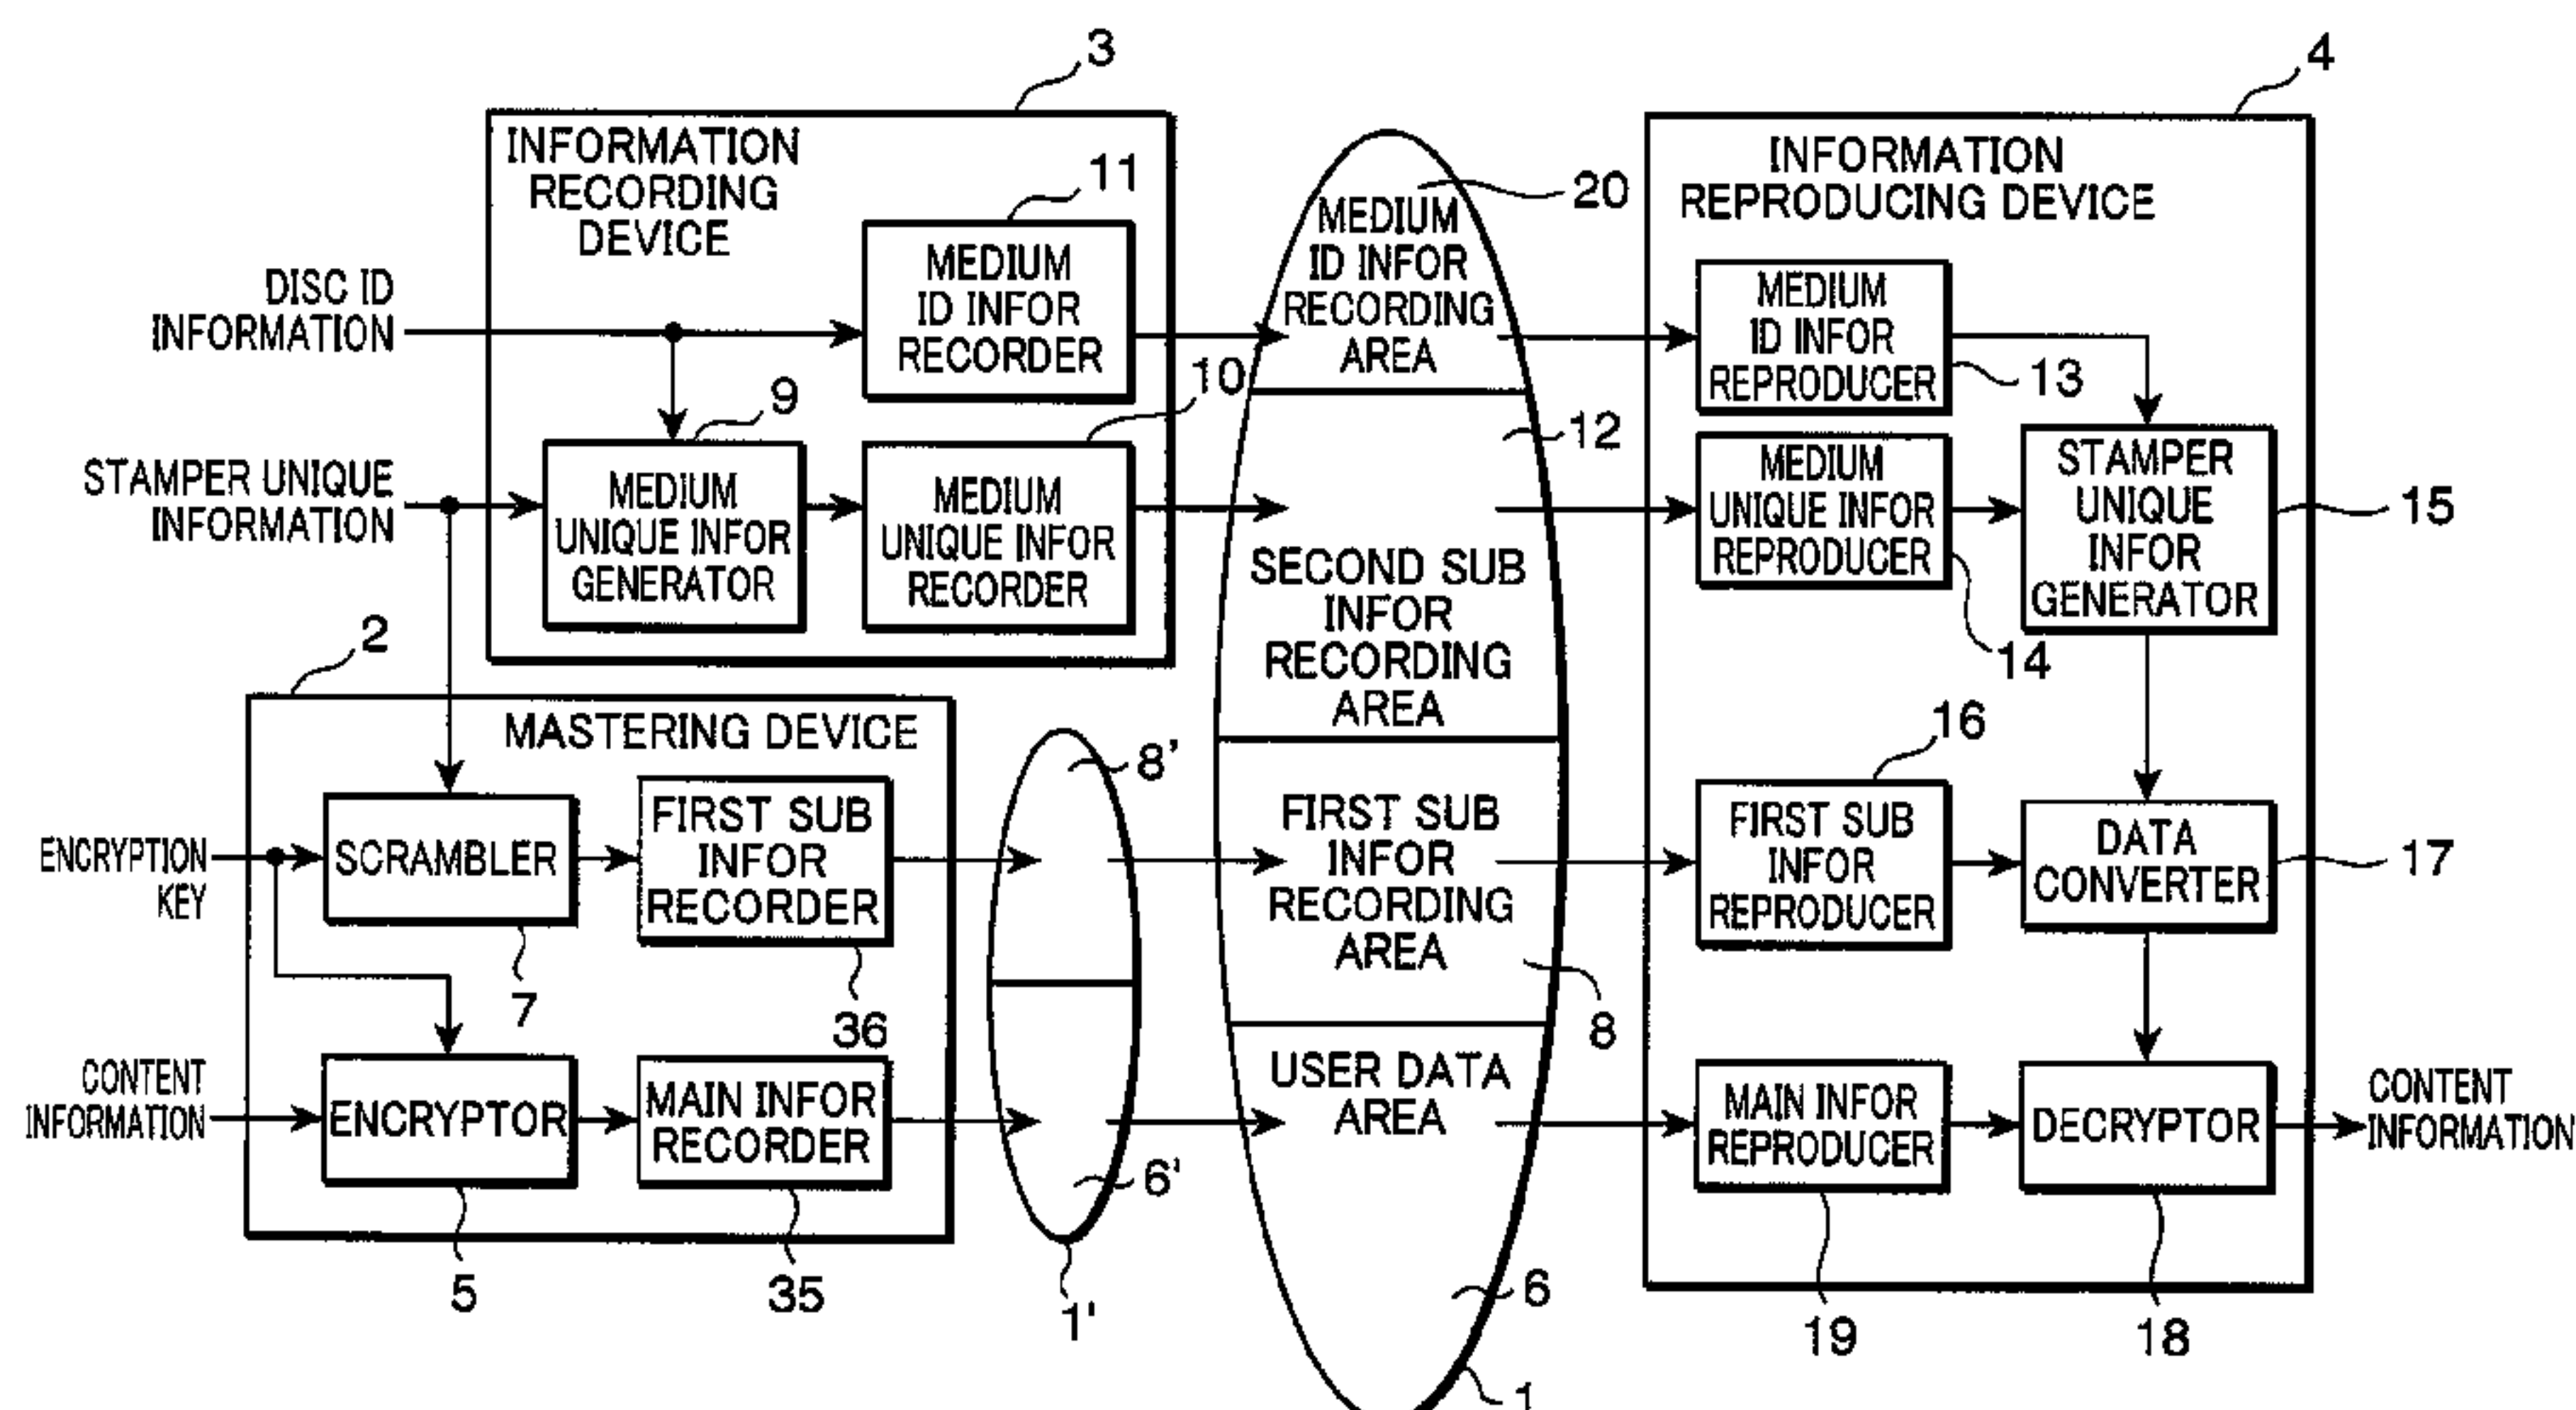 3
4
INFORMATION
RECORDING
DEVICE
11
MEDIUM
ID INFOR
RECORDER
DISC ID
INFORMATION
10
9
STAMPER UNIQUE
INFORMATION
MEDIUM
UNIQUE INFOR
GENERATOR
MEDIUM
UNIQUE INFOR
RECORDER
2
MASTERING DEVICE
ENCRYPTION
KEY
SCRAMBLER
FIRST SUB
INFOR
RECORDER
7
36
CONTENT
INFORMATION
ENCRYPTOR
MAIN INFOR
RECORDER
5
35
8'
6'
1'
20
MEDIUM
ID INFOR
RECORDING
AREA
12
SECOND SUB
INFOR
RECORDING
AREA
FIRST SUB
INFOR
RECORDING
AREA
8
USER DATA
AREA
6
1
INFORMATION
REPRODUCING DEVICE
MEDIUM
ID INFOR
REPRODUCER
13
MEDIUM
UNIQUE INFOR
REPRODUCER
14
STAMPER
UNIQUE
INFOR
GENERATOR
15
16
FIRST SUB
INFOR
REPRODUCER
DATA
CONVERTER
17
MAIN INFOR
REPRODUCER
DECRYPTOR
CONTENT
INFORMATION
19
18